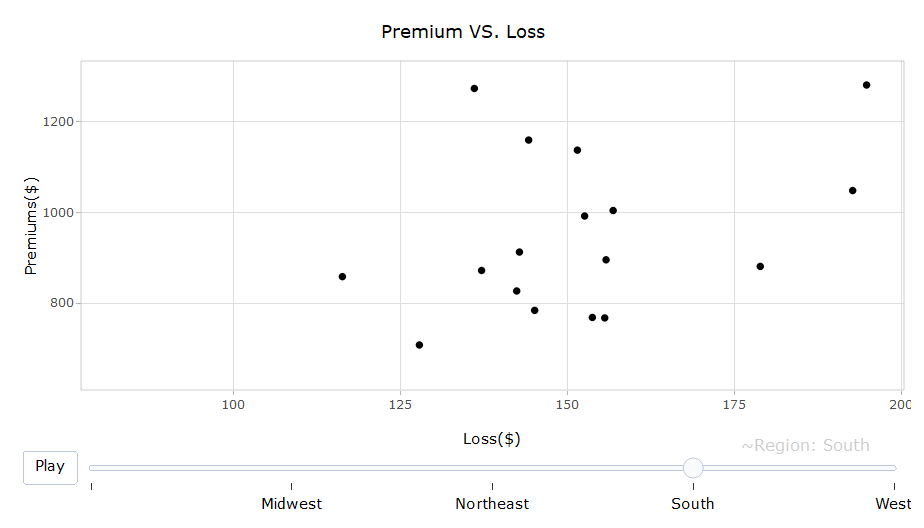 Premium VS. Loss
Premiums($)
1200
1000
800
100 125 150 175 200
Loss($)
~Region: South
Play
Midwest Northeast South West